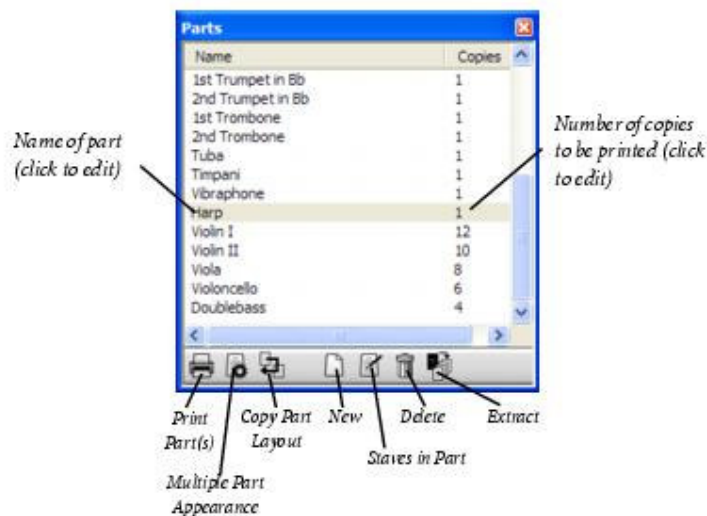 Parts
Name Copies
1st Trumpet in Bb 1
2nd Trumpet in Bb 1
1st Trombone 1
2nd Trombone 1
Tuba 1
Timpani 1
Vibraphone 1
Harp 1
Violin I 12
Violin II 10
Viola 8
Violoncello 6
Doublebass 4
Name of part
(click to edit)
Number of copies
to be printed (click
to edit)
Print
Part(s)
Multiple Part
Appearance
Copy Part
Layout
New
Staves in Part
Delete
Extract